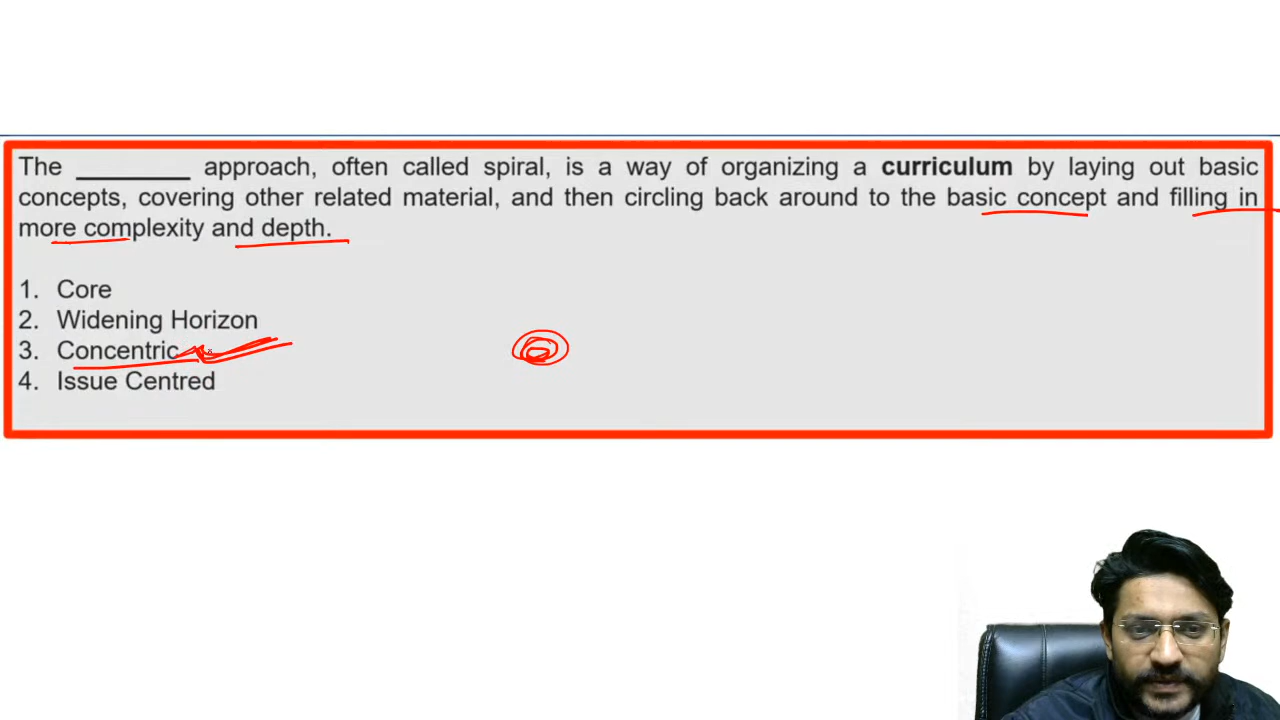 The ________ approach, often called spiral, is a way of organizing a curriculum by laying out basic
concepts, covering other related material, and then circling back around to the basic concept and filling in
more complexity and depth.
1. Core
2. Widening Horizon
3. Concentric
4. Issue Centred